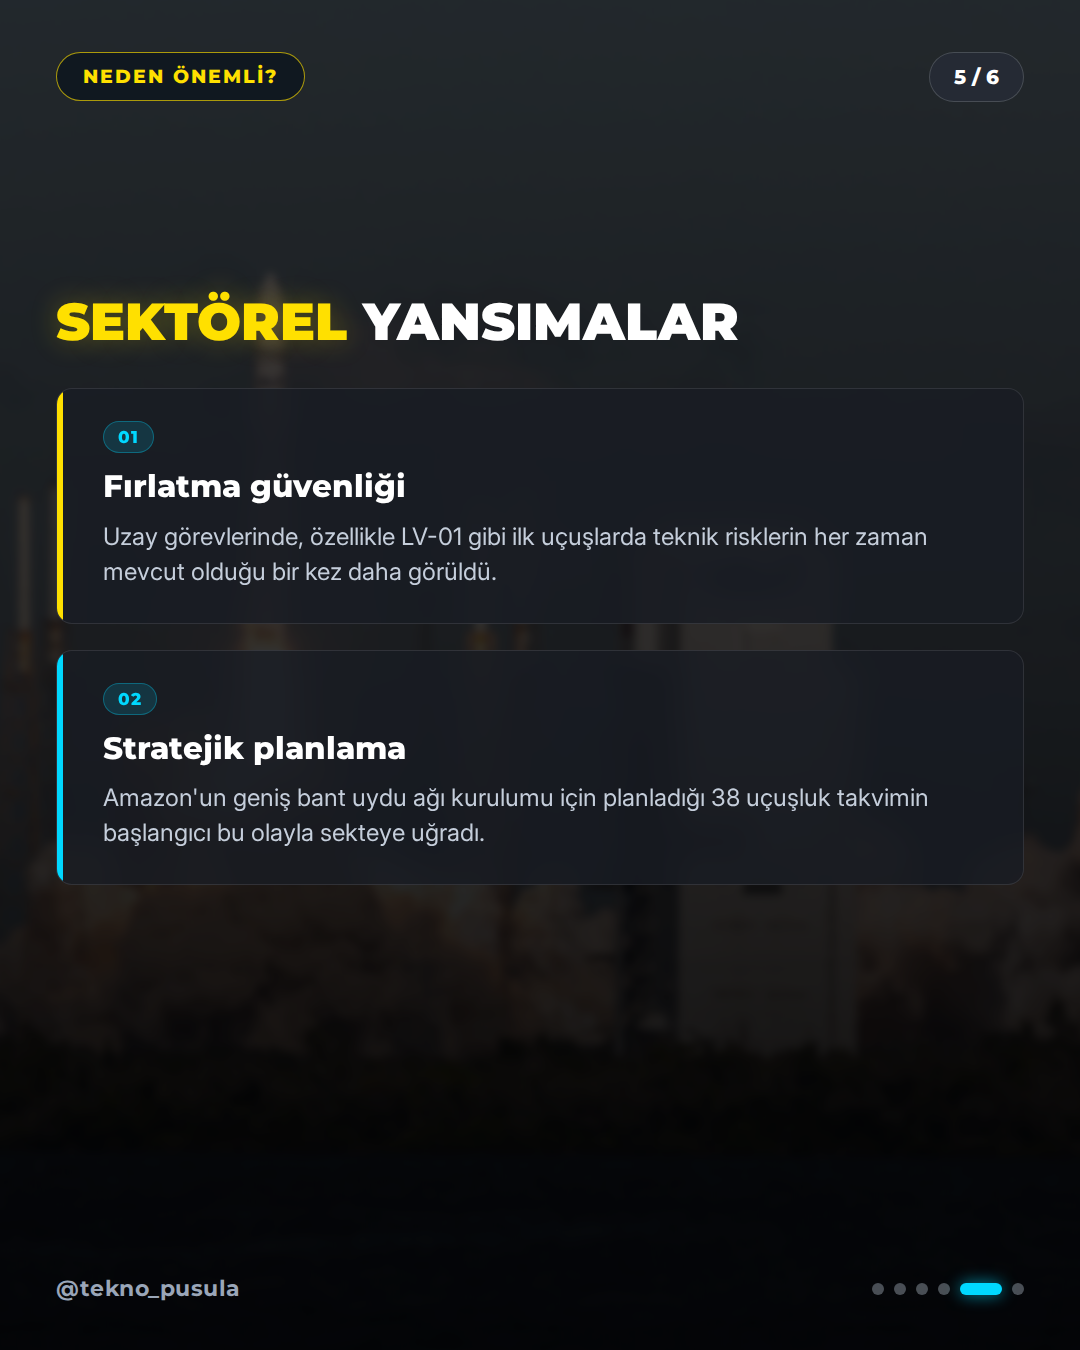 NEDEN ÖNEMLİ?
5 / 6
SEKTÖREL YANSIMALAR
01
Fırlatma güvenliği
Uzay görevlerinde, özellikle LV-01 gibi ilk uçuşlarda teknik risklerin her zaman
mevcut olduğu bir kez daha görüldü.
02
Stratejik planlama
Amazon'un geniş bant uydu ağı kurulumu için planladığı 38 uçuşluk takvimin
başlangıcı bu olayla sekteye uğradı.
@tekno_pusula